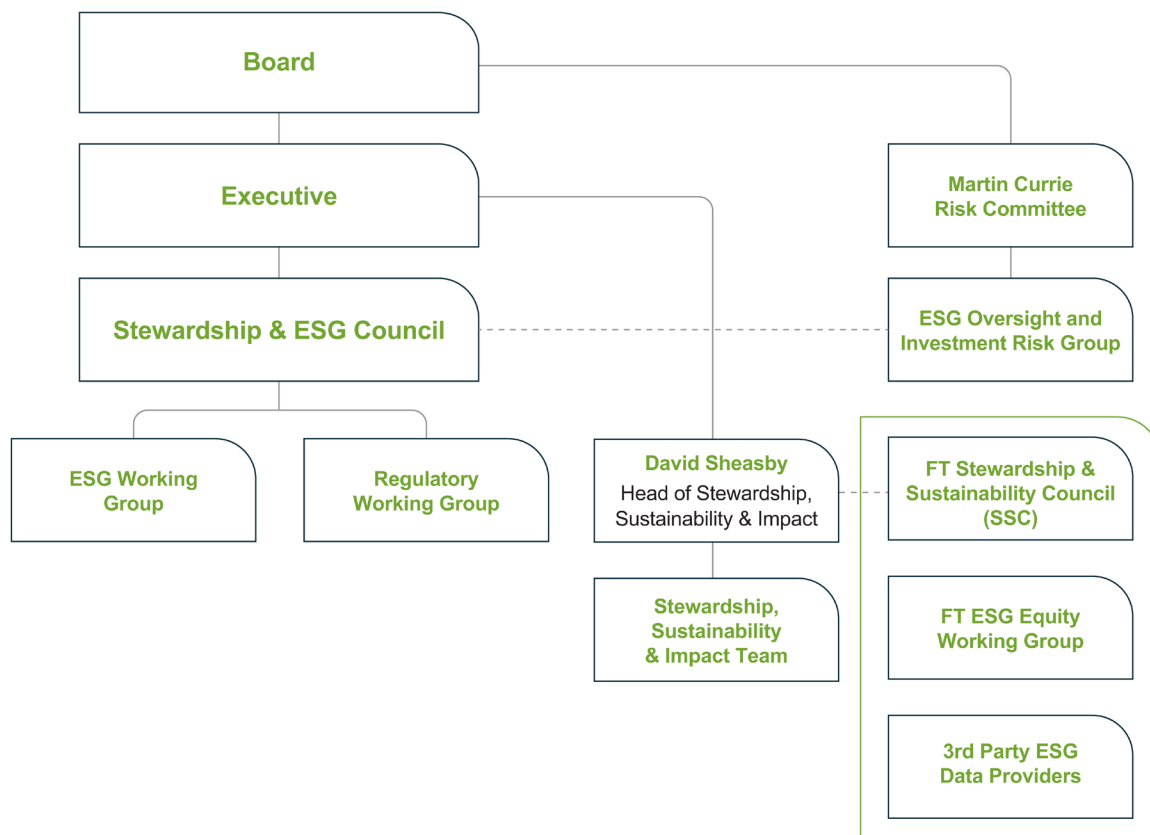 Board
Executive
Martin Currie
Risk Committee
Stewardship & ESG Council
ESG Oversight and
Investment Risk Group
ESG Working
Group
Regulatory
Working Group
David Sheasby
Head of Stewardship,
Sustainability & Impact
FT Stewardship &
Sustainability Council
(SSC)
Stewardship,
Sustainability
& Impact Team
FT ESG Equity
Working Group
3rd Party ESG
Data Providers